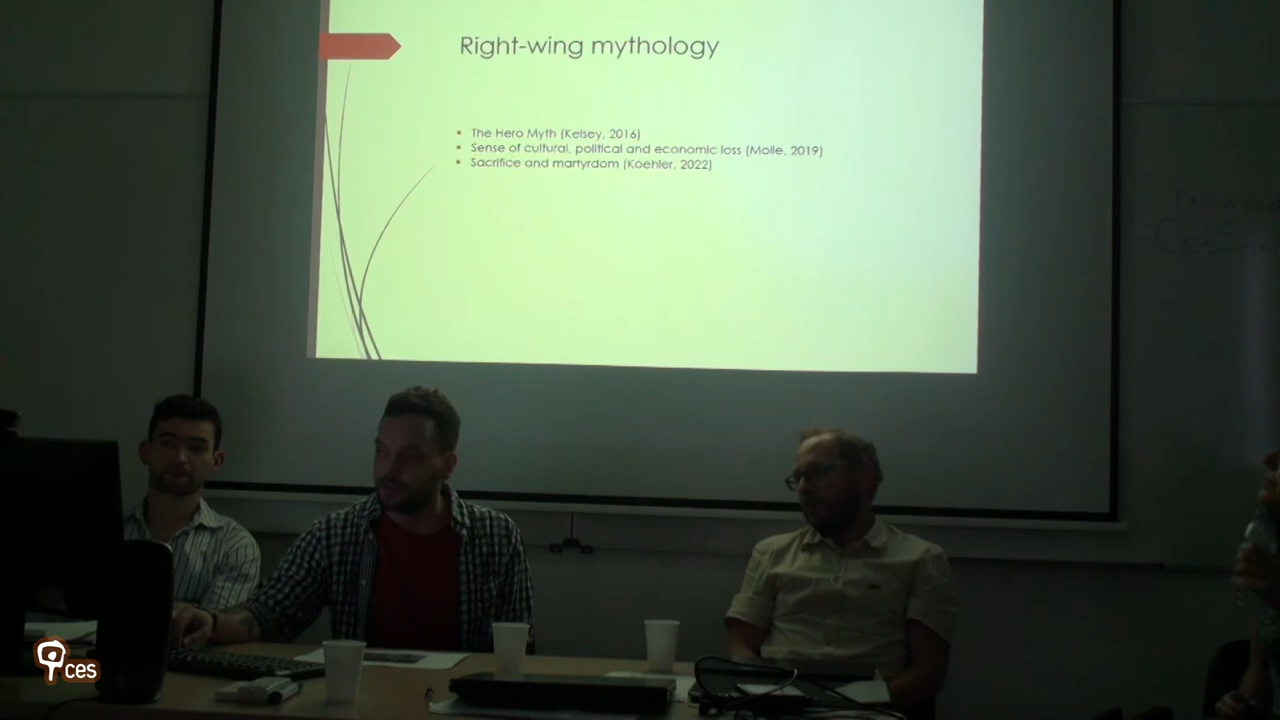 Right-wing mythology
• The Hero Myth (Kelsey, 2016)
• Sense of cultural, political and economic loss (Molle, 2019)
• Sacrifice and martyrdom (Koehler, 2022)
ces